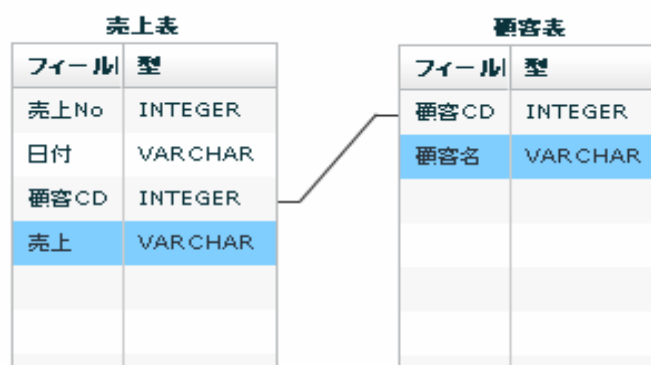 売上表
フィール 型
売上No INTEGER
日付 VARCHAR
顧客CD INTEGER
売上 VARCHAR
顧客表
フィール 型
顧客CD INTEGER
顧客名 VARCHAR